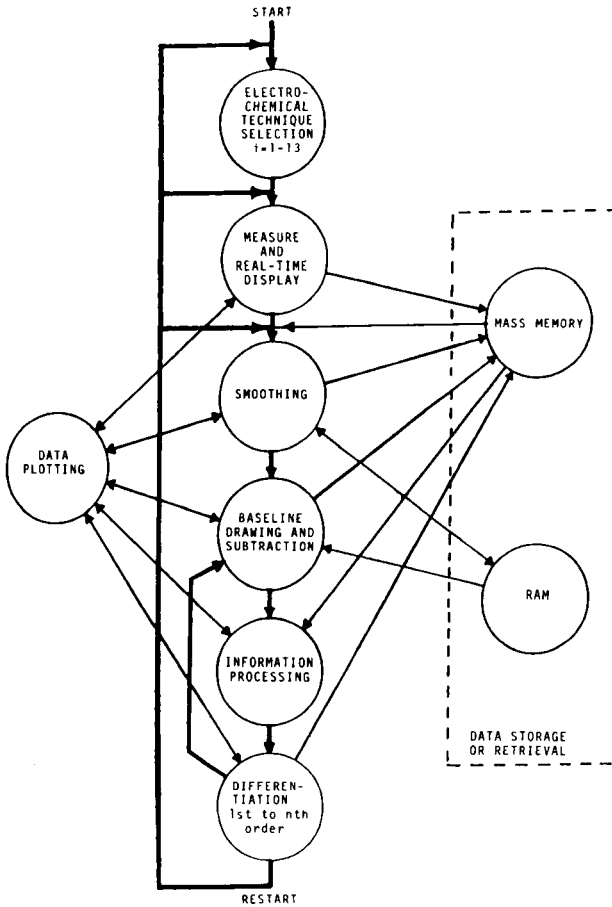 START
ELECTRO-
CHEMICAL
TECHNIQUE
SELECTION
i=1-13
MEASURE
AND
REAL-TIME
DISPLAY
MASS MEMORY
SMOOTHING
DATA
PLOTTING
BASELINE
DRAWING AND
SUBTRACTION
RAM
INFORMATION
PROCESSING
DATA STORAGE
OR RETRIEVAL
DIFFEREN-
TIATION
1st to nth
order
RESTART